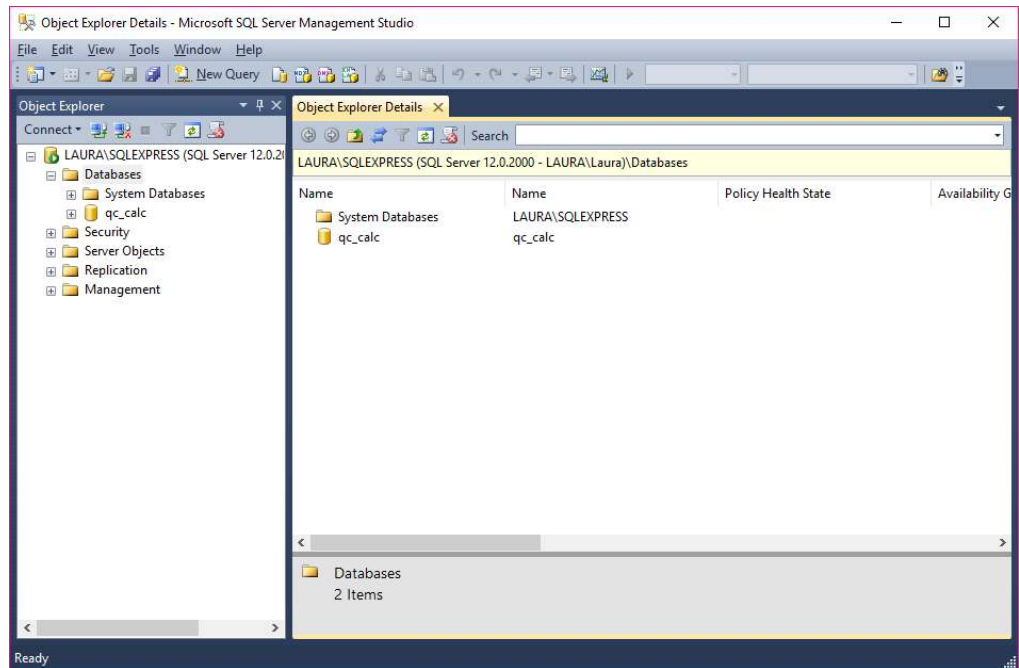 Object Explorer Details - Microsoft SQL Server Management Studio
File Edit View Tools Window Help
New Query
Object Explorer
Object Explorer Details
Connect
Search
LAURA\SQLEXPRESS (SQL Server 12.0.20
Databases
System Databases
qc_calc
Security
Server Objects
Replication
Management
LAURA\SQLEXPRESS (SQL Server 12.0.2000 - LAURA\Laura)\Databases
Name Name Policy Health State Availability G
System Databases LAURA\SQLEXPRESS
qc_calc qc_calc
Databases
2 Items
Ready